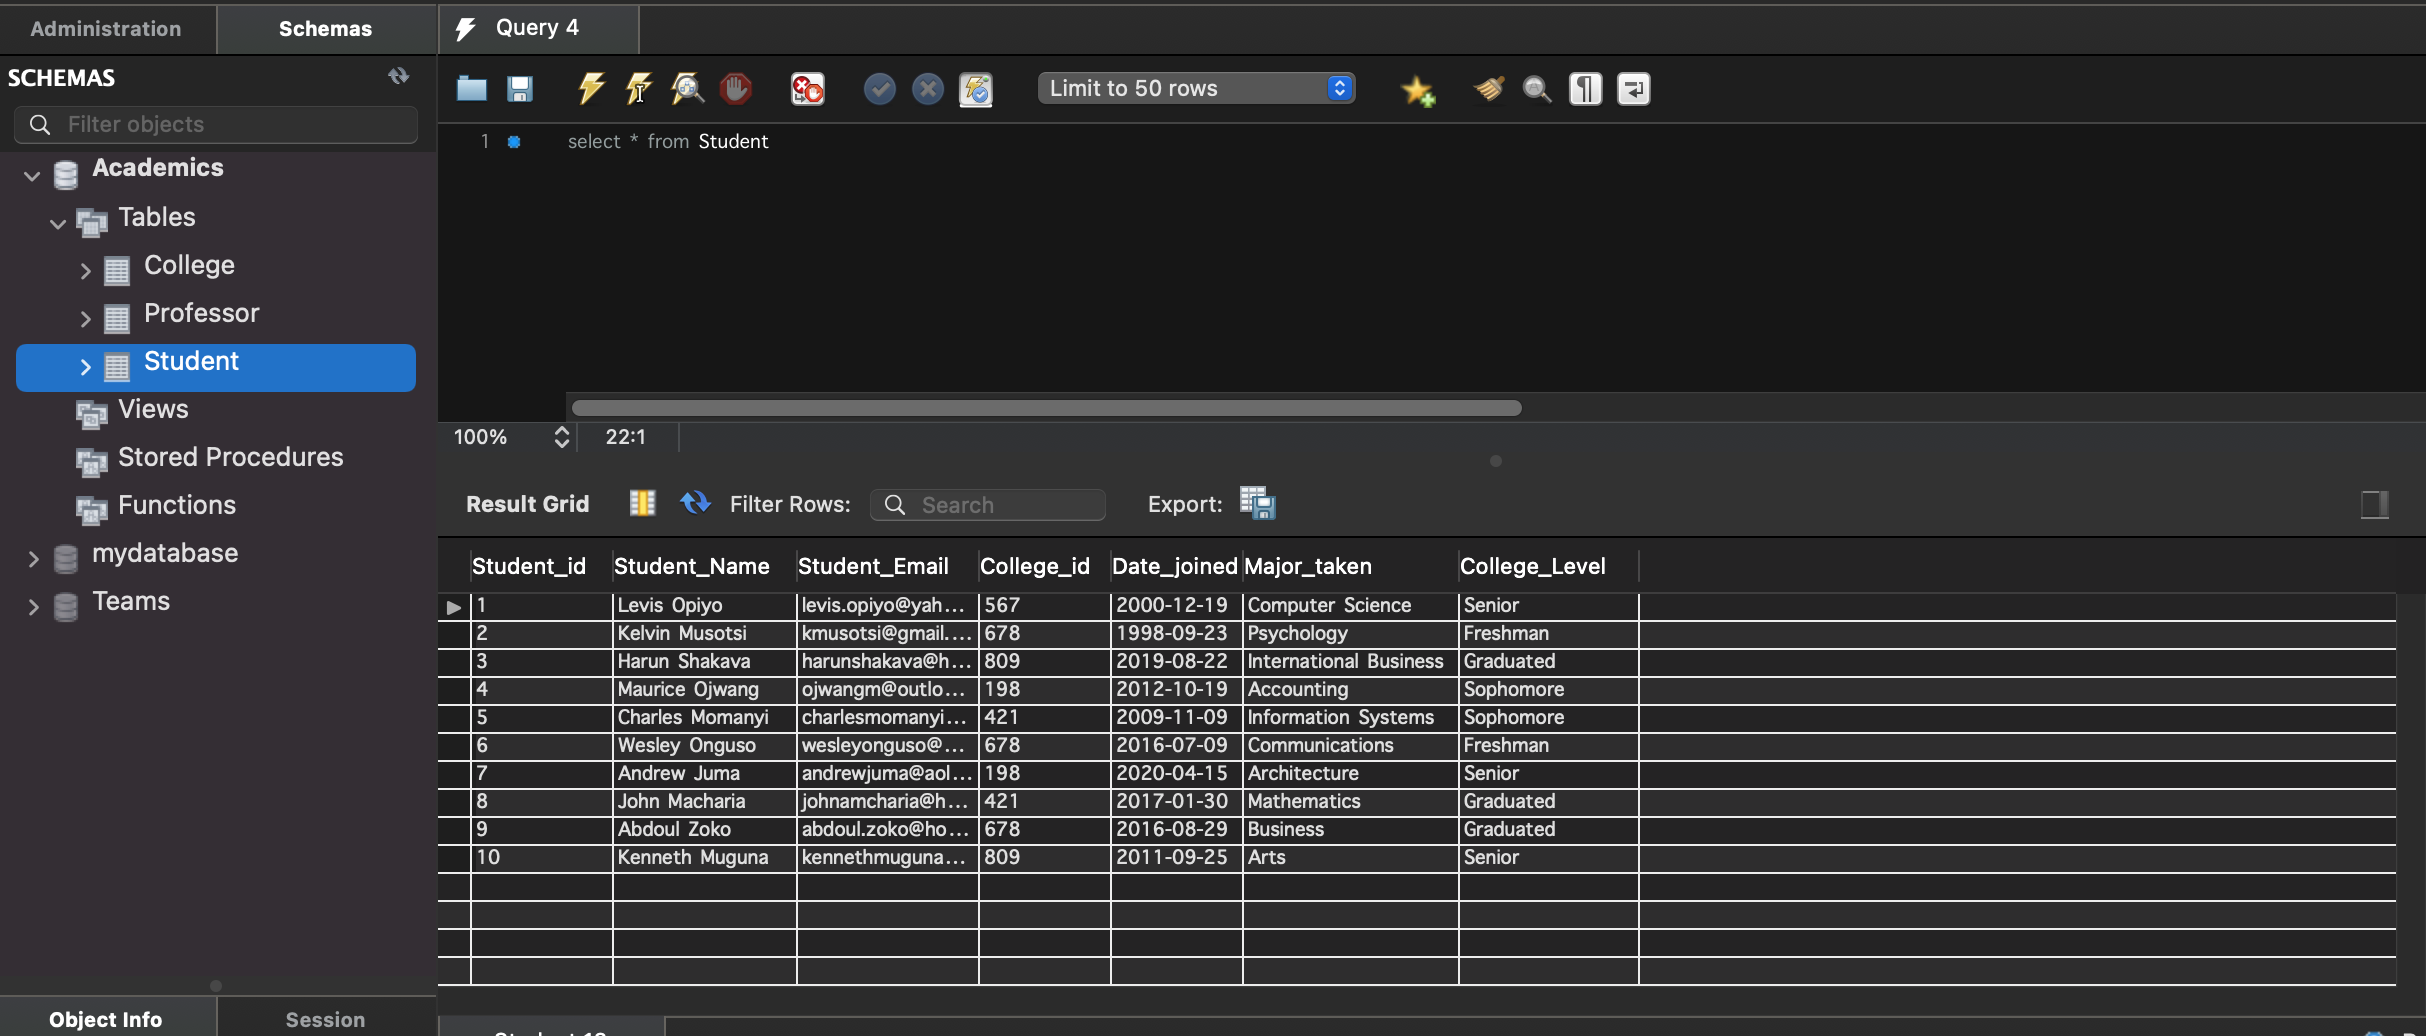 Administration Schemas Query 4
SCHEMAS
Filter objects
Academics
Tables
College
Professor
Student
Views
Stored Procedures
Functions
mydatabase
Teams
Object Info Session
Limit to 50 rows
1 select * from Student
100% 22:1
Result Grid Filter Rows: Search Export:
Student_id Student_Name Student_Email College_id Date_joined Major_taken College_Level
1 Levis Opiyo levis.opiyo@yah... 567 2000-12-19 Computer Science Senior
2 Kelvin Musotsi kmusotsi@gmail.... 678 1998-09-23 Psychology Freshman
3 Harun Shakava harunshakava@h... 809 2019-08-22 International Business Graduated
4 Maurice Ojwang ojwangm@outlo... 198 2012-10-19 Accounting Sophomore
5 Charles Momanyi charlesmomanyi... 421 2009-11-09 Information Systems Sophomore
6 Wesley Onguso wesleyonguso@... 678 2016-07-09 Communications Freshman
7 Andrew Juma andrewjuma@aol... 198 2020-04-15 Architecture Senior
8 John Macharia johnamcharia@h... 421 2017-01-30 Mathematics Graduated
9 Abdoul Zoko abdoul.zoko@ho... 678 2016-08-29 Business Graduated
10 Kenneth Muguna kennethmuguna... 809 2011-09-25 Arts Senior